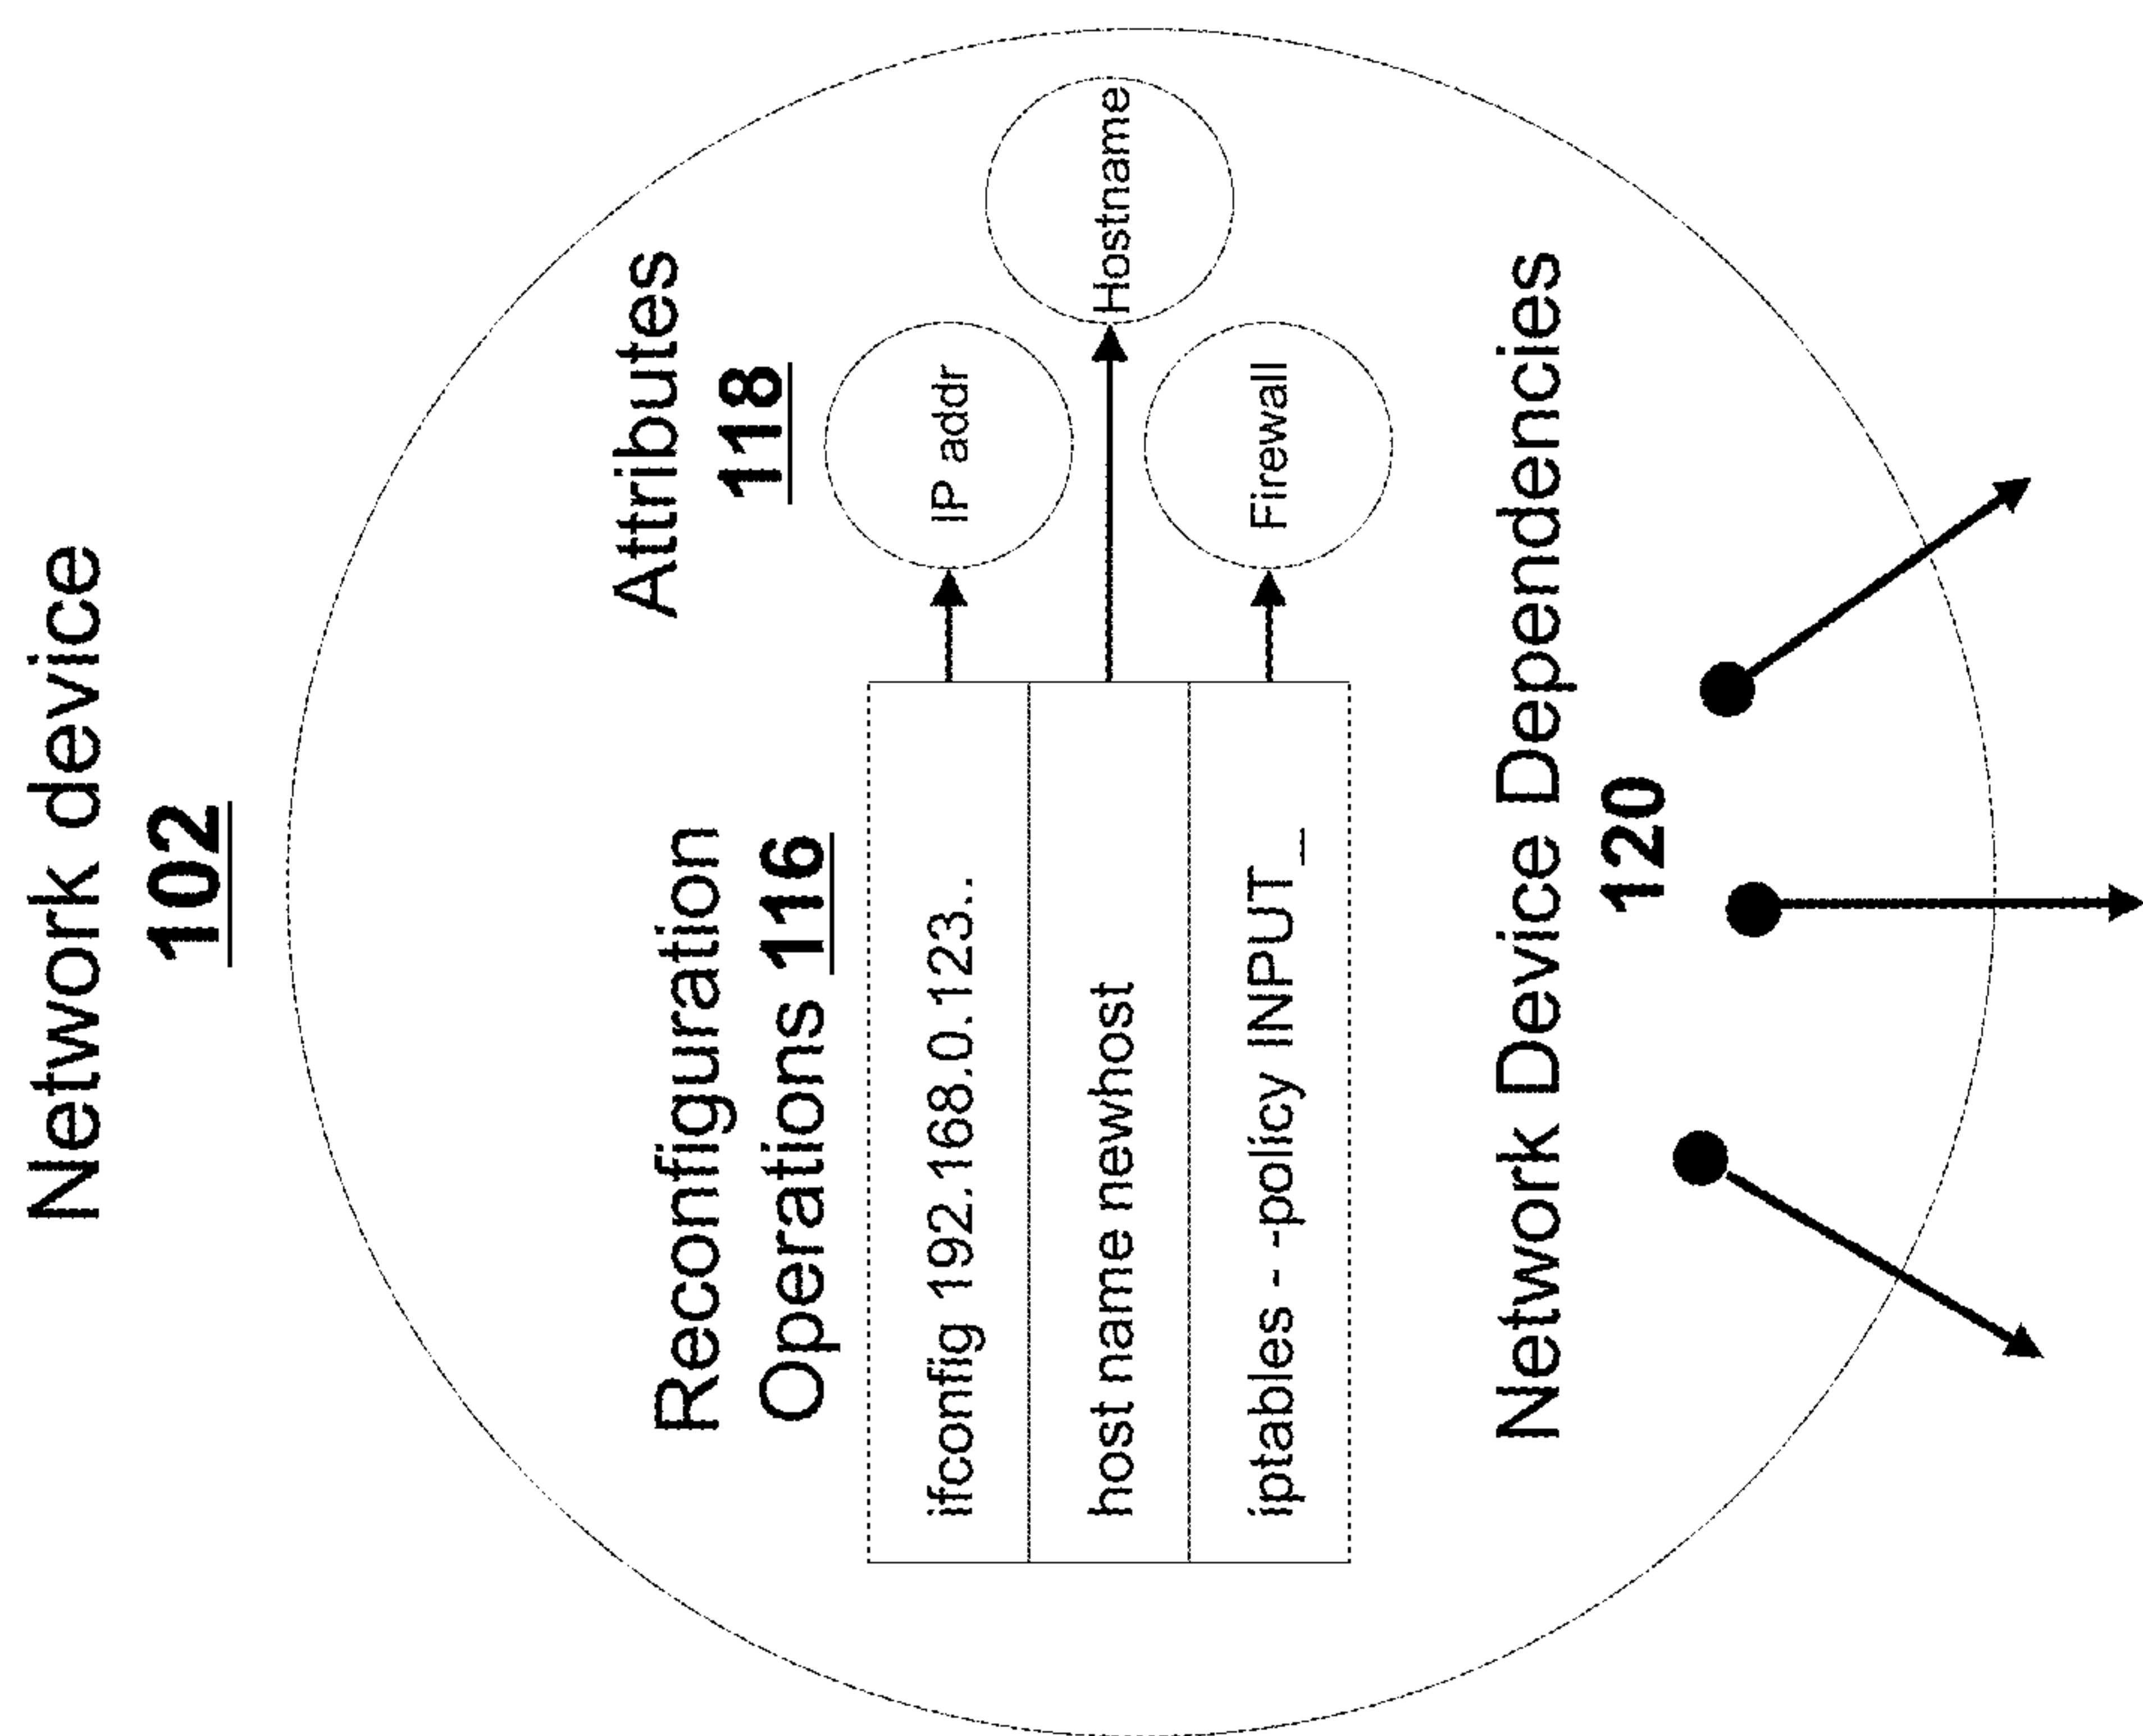 Network device
102
Attributes
118
Reconfiguration
Operations 116
ifconfig 192.168.0.123..
IP addr
host name newhost
Hostname
iptables - -policy INPUT_
Firewall
Network Device Dependencies
120